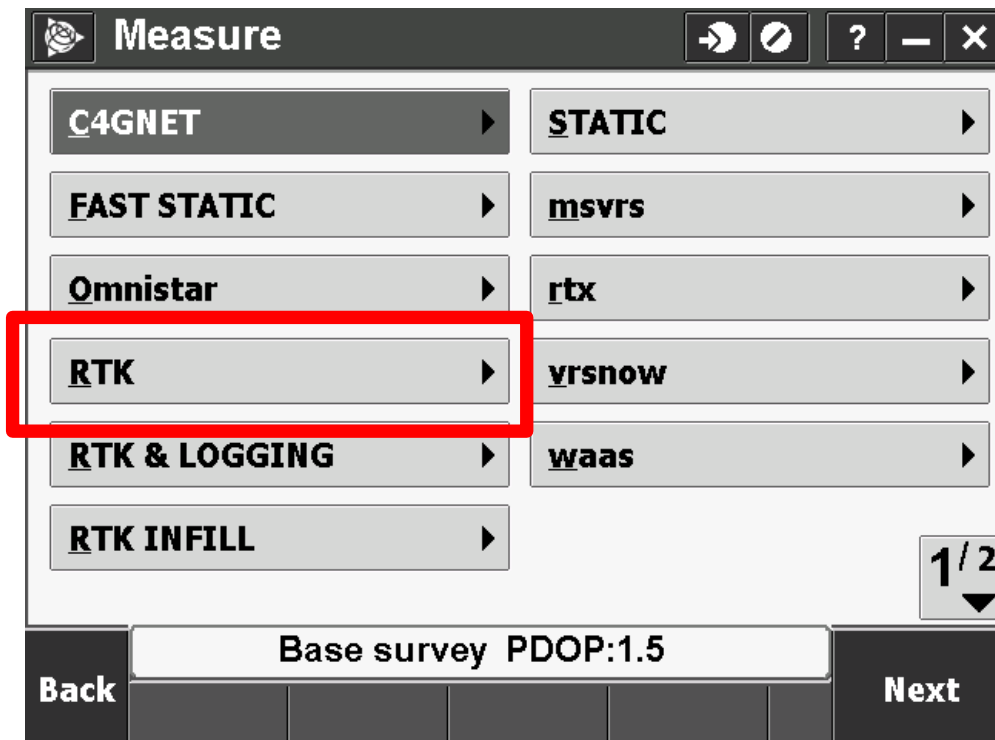 Measure
?
C4GNET
STATIC
FAST STATIC
msvrs
Omnistar
rtx
RTK
vrsnow
RTK & LOGGING
waas
RTK INFILL
1/2
Base survey PDOP:1.5
Back
Next